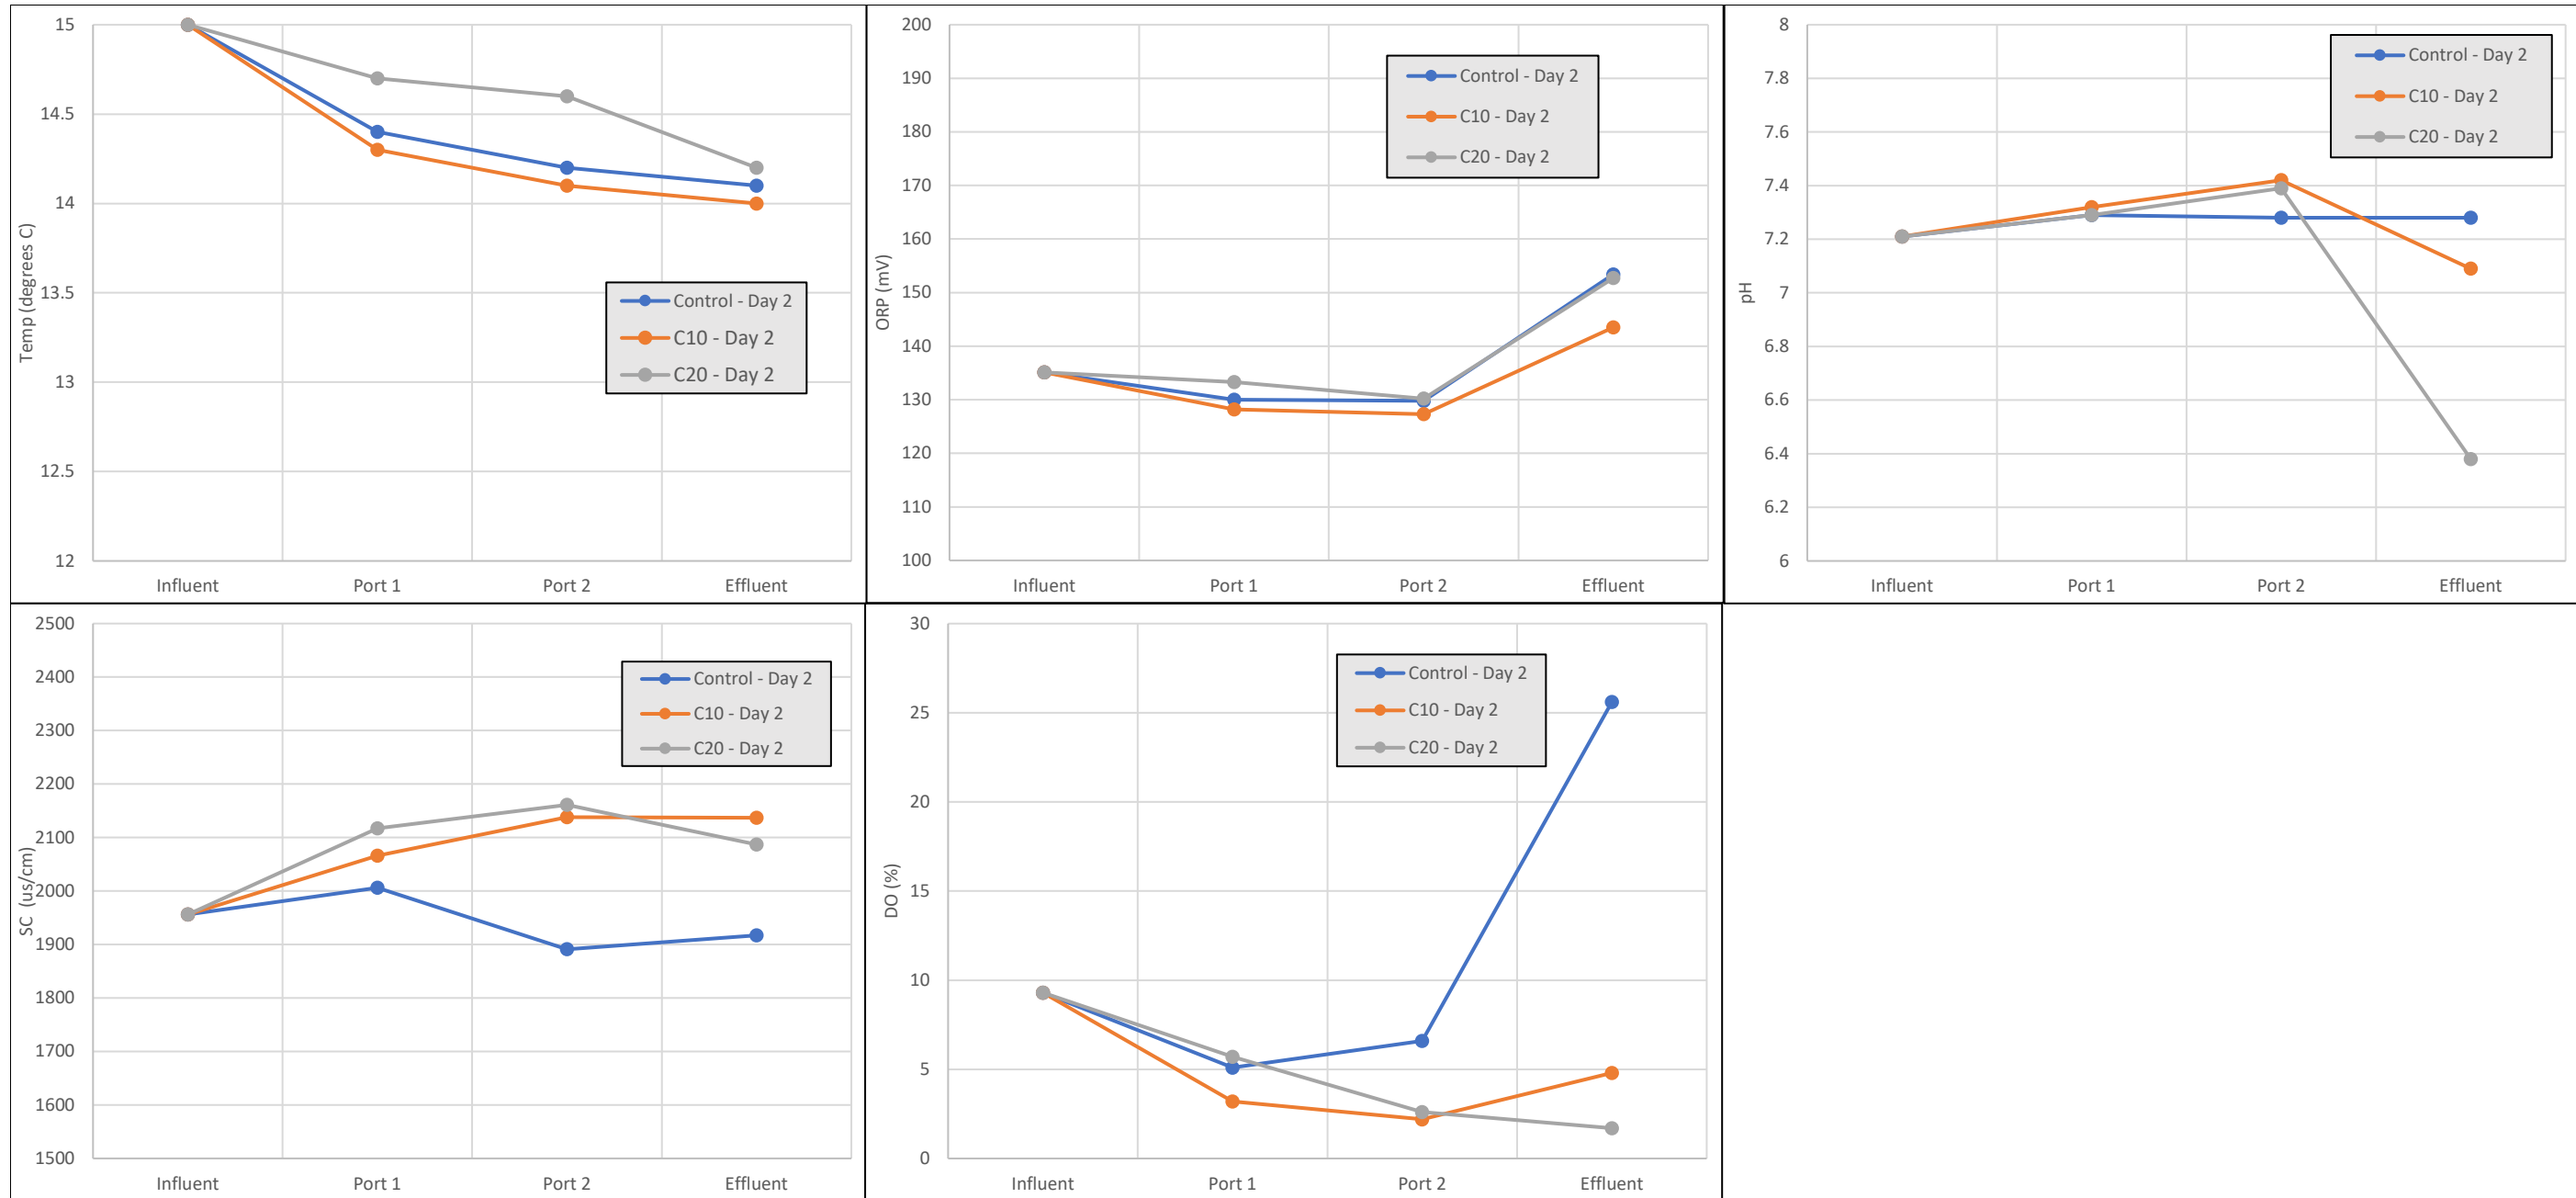 Temp (degrees C)
15
14.5
14
13.5
13
12.5
12
Control - Day 2
C10 - Day 2
C20 - Day 2
Influent Port 1 Port 2 Effluent
ORP (mV)
200
190
180
170
160
150
140
130
120
110
100
Control - Day 2
C10 - Day 2
C20 - Day 2
Influent Port 1 Port 2 Effluent
pH
8
7.8
7.6
7.4
7.2
7
6.8
6.6
6.4
6.2
6
Control - Day 2
C10 - Day 2
C20 - Day 2
Influent Port 1 Port 2 Effluent
SC (us/cm)
2500
2400
2300
2200
2100
2000
1900
1800
1700
1600
1500
Control - Day 2
C10 - Day 2
C20 - Day 2
Influent Port 1 Port 2 Effluent
DO (%)
30
25
20
15
10
5
0
Control - Day 2
C10 - Day 2
C20 - Day 2
Influent Port 1 Port 2 Effluent